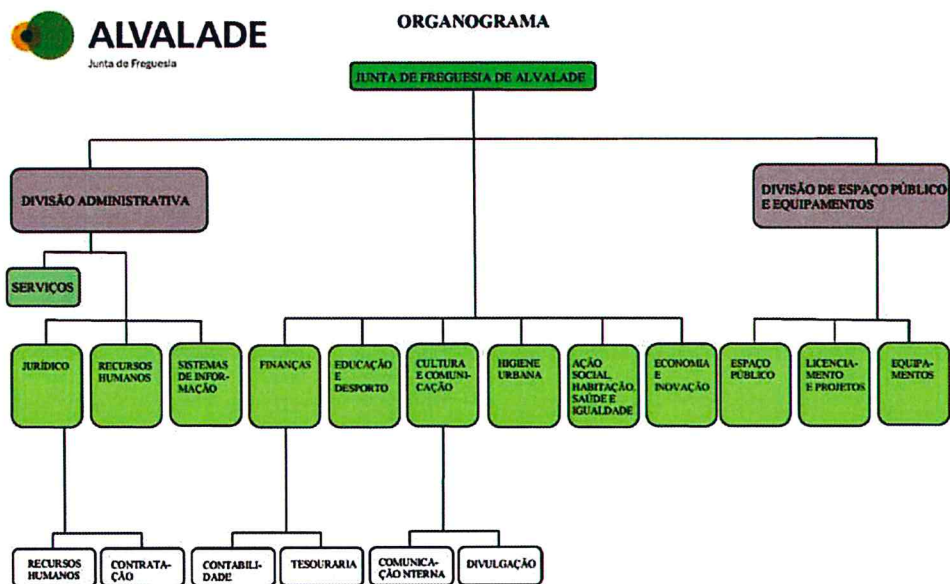 ALVALADE
Junta de Freguesia
ORGANOGRAMA
JUNTA DE FREGUESIA DE ALVALADE
DIVISÃO ADMINISTRATIVA
DIVISÃO DE ESPAÇO PÚBLICO
E EQUIPAMENTOS
SERVIÇOS
JURÍDICO
RECURSOS
HUMANOS
SISTEMAS
DE INFOR-
MAÇÃO
FINANÇAS
EDUCAÇÃO
E
DESPORTO
CULTURA
E COMUNI-
CAÇÃO
HIGIENE
URBANA
AÇÃO
SOCIAL,
HABITAÇÃO,
SAÚDE E
IGUALDADE
ECONOMIA
E
INOVAÇÃO
ESPAÇO
PÚBLICO
LICENCIA-
MENTO
E PROJETOS
EQUIPA-
MENTOS
RECURSOS
HUMANOS
CONTRATA-
ÇÃO
CONTABILI-
DADE
TESOURARIA
COMUNICA-
ÇÃO NTERNA
DIVULGAÇÃO